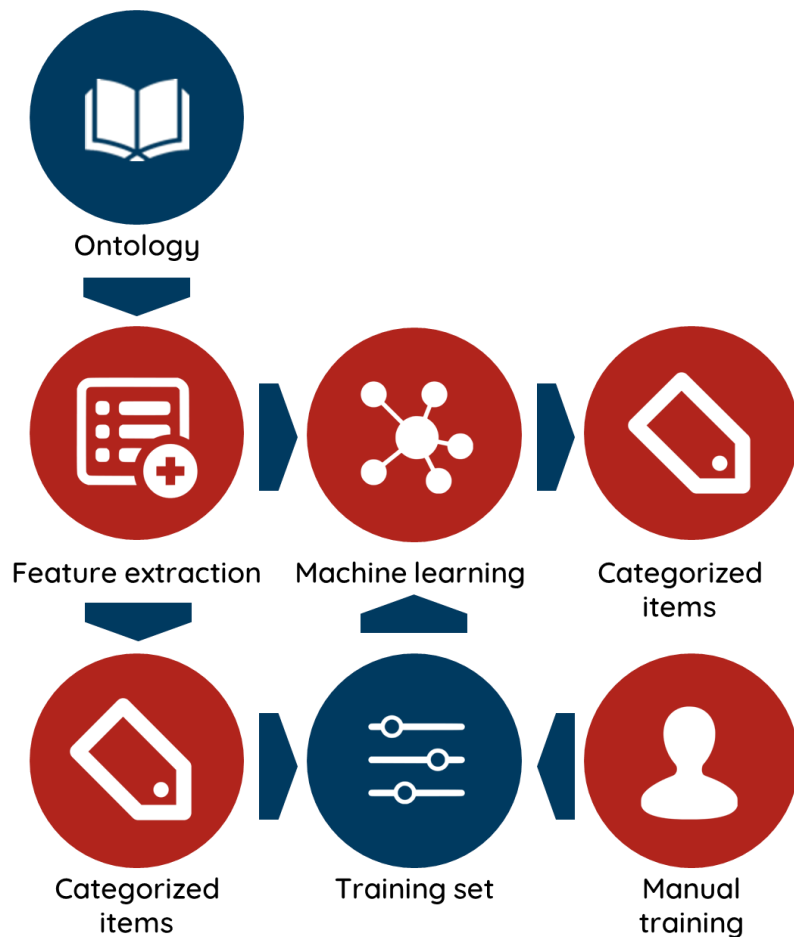 Ontology
Feature extraction
Machine learning
Categorized
items
Categorized
items
Training set
Manual
training